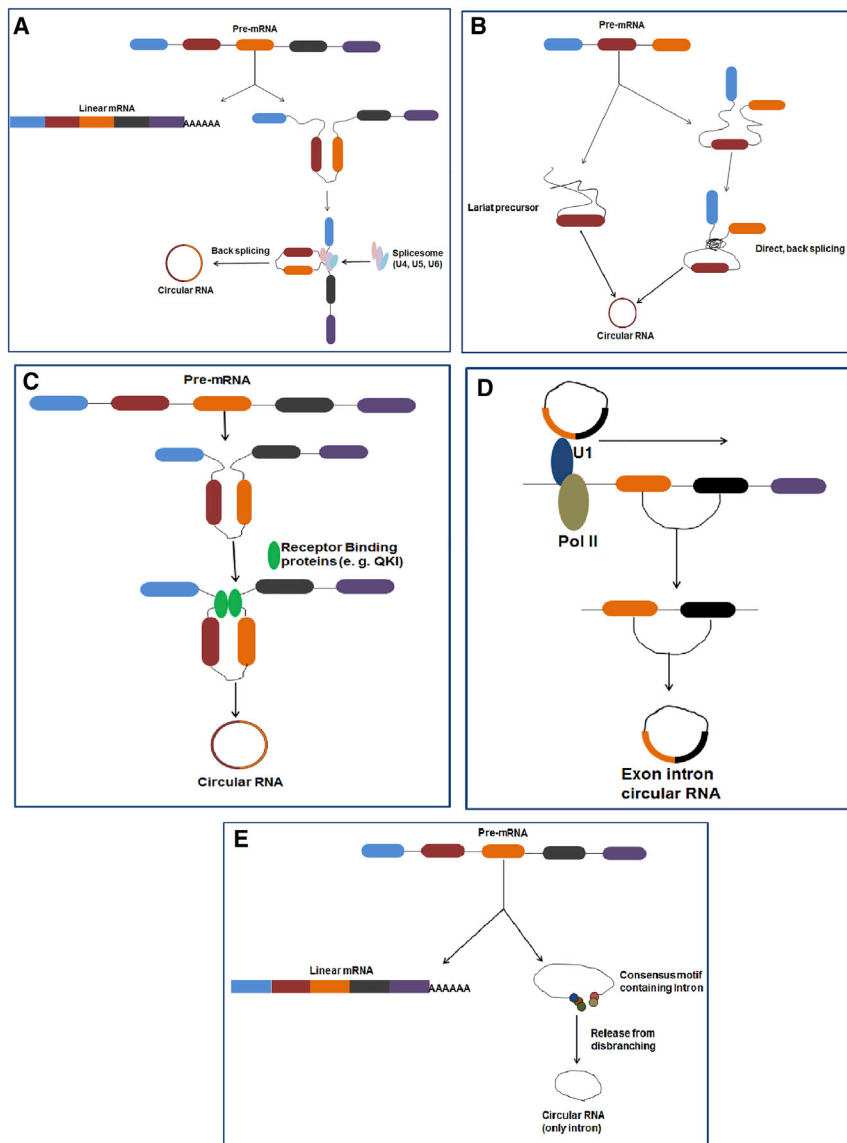 A
Pre-mRNA
Linear mRNA
AAAAAA
Back splicing
Splicesome
(U4, U5, U6)
Circular RNA
B
Pre-mRNA
Lariat precursor
Direct, back splicing
Circular RNA
C
Pre-mRNA
Receptor Binding
proteins (e. g. QKI)
Circular RNA
D
U1
Pol II
Exon intron
circular RNA
E
Pre-mRNA
Linear mRNA
AAAAAA
Consensus motif
containing Intron
Release from
disbranching
Circular RNA
(only intron)